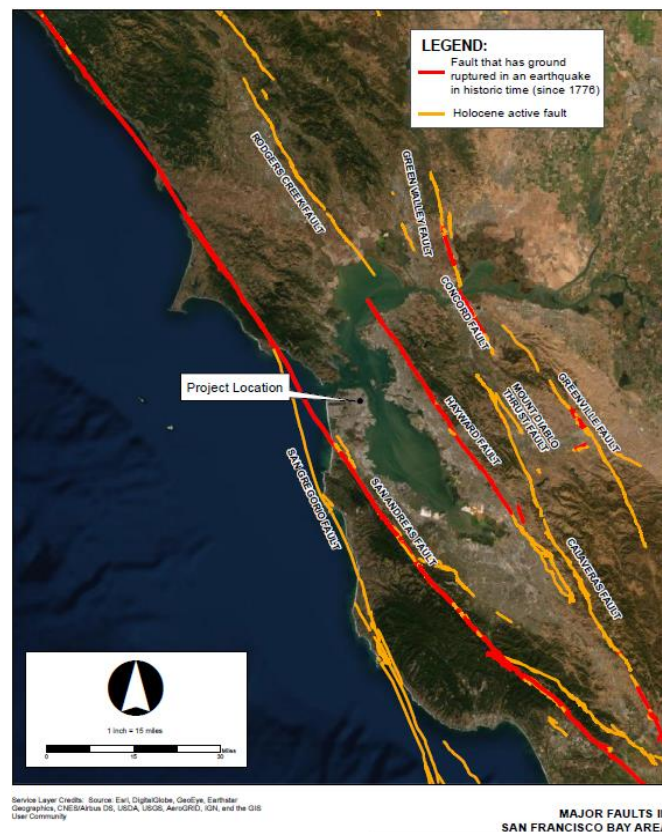 LEGEND:
Fault that has ground
ruptured in an earthquake
in historic time (since 1776)
Holocene active fault
RODGERS CREEK FAULT
GREEN VALLEY FAULT
CONCORD FAULT
Project Location
HAYWARD FAULT
MOUNT DIABLO
THRUST FAULT
GREENVILLE FAULT
SAN GREGORIO FAULT
SAN ANDREAS FAULT
CALAVERAS FAULT
1 inch = 15 miles
0 15 30
Miles
Service Layer Credits: Source: Esri, DigitalGlobe, GeoEye, Earthstar
Geographics, CNES/Airbus DS, USDA, USGS, AeroGRID, IGN, and the GIS
User Community
MAJOR FAULTS I
SAN FRANCISCO BAY ARE